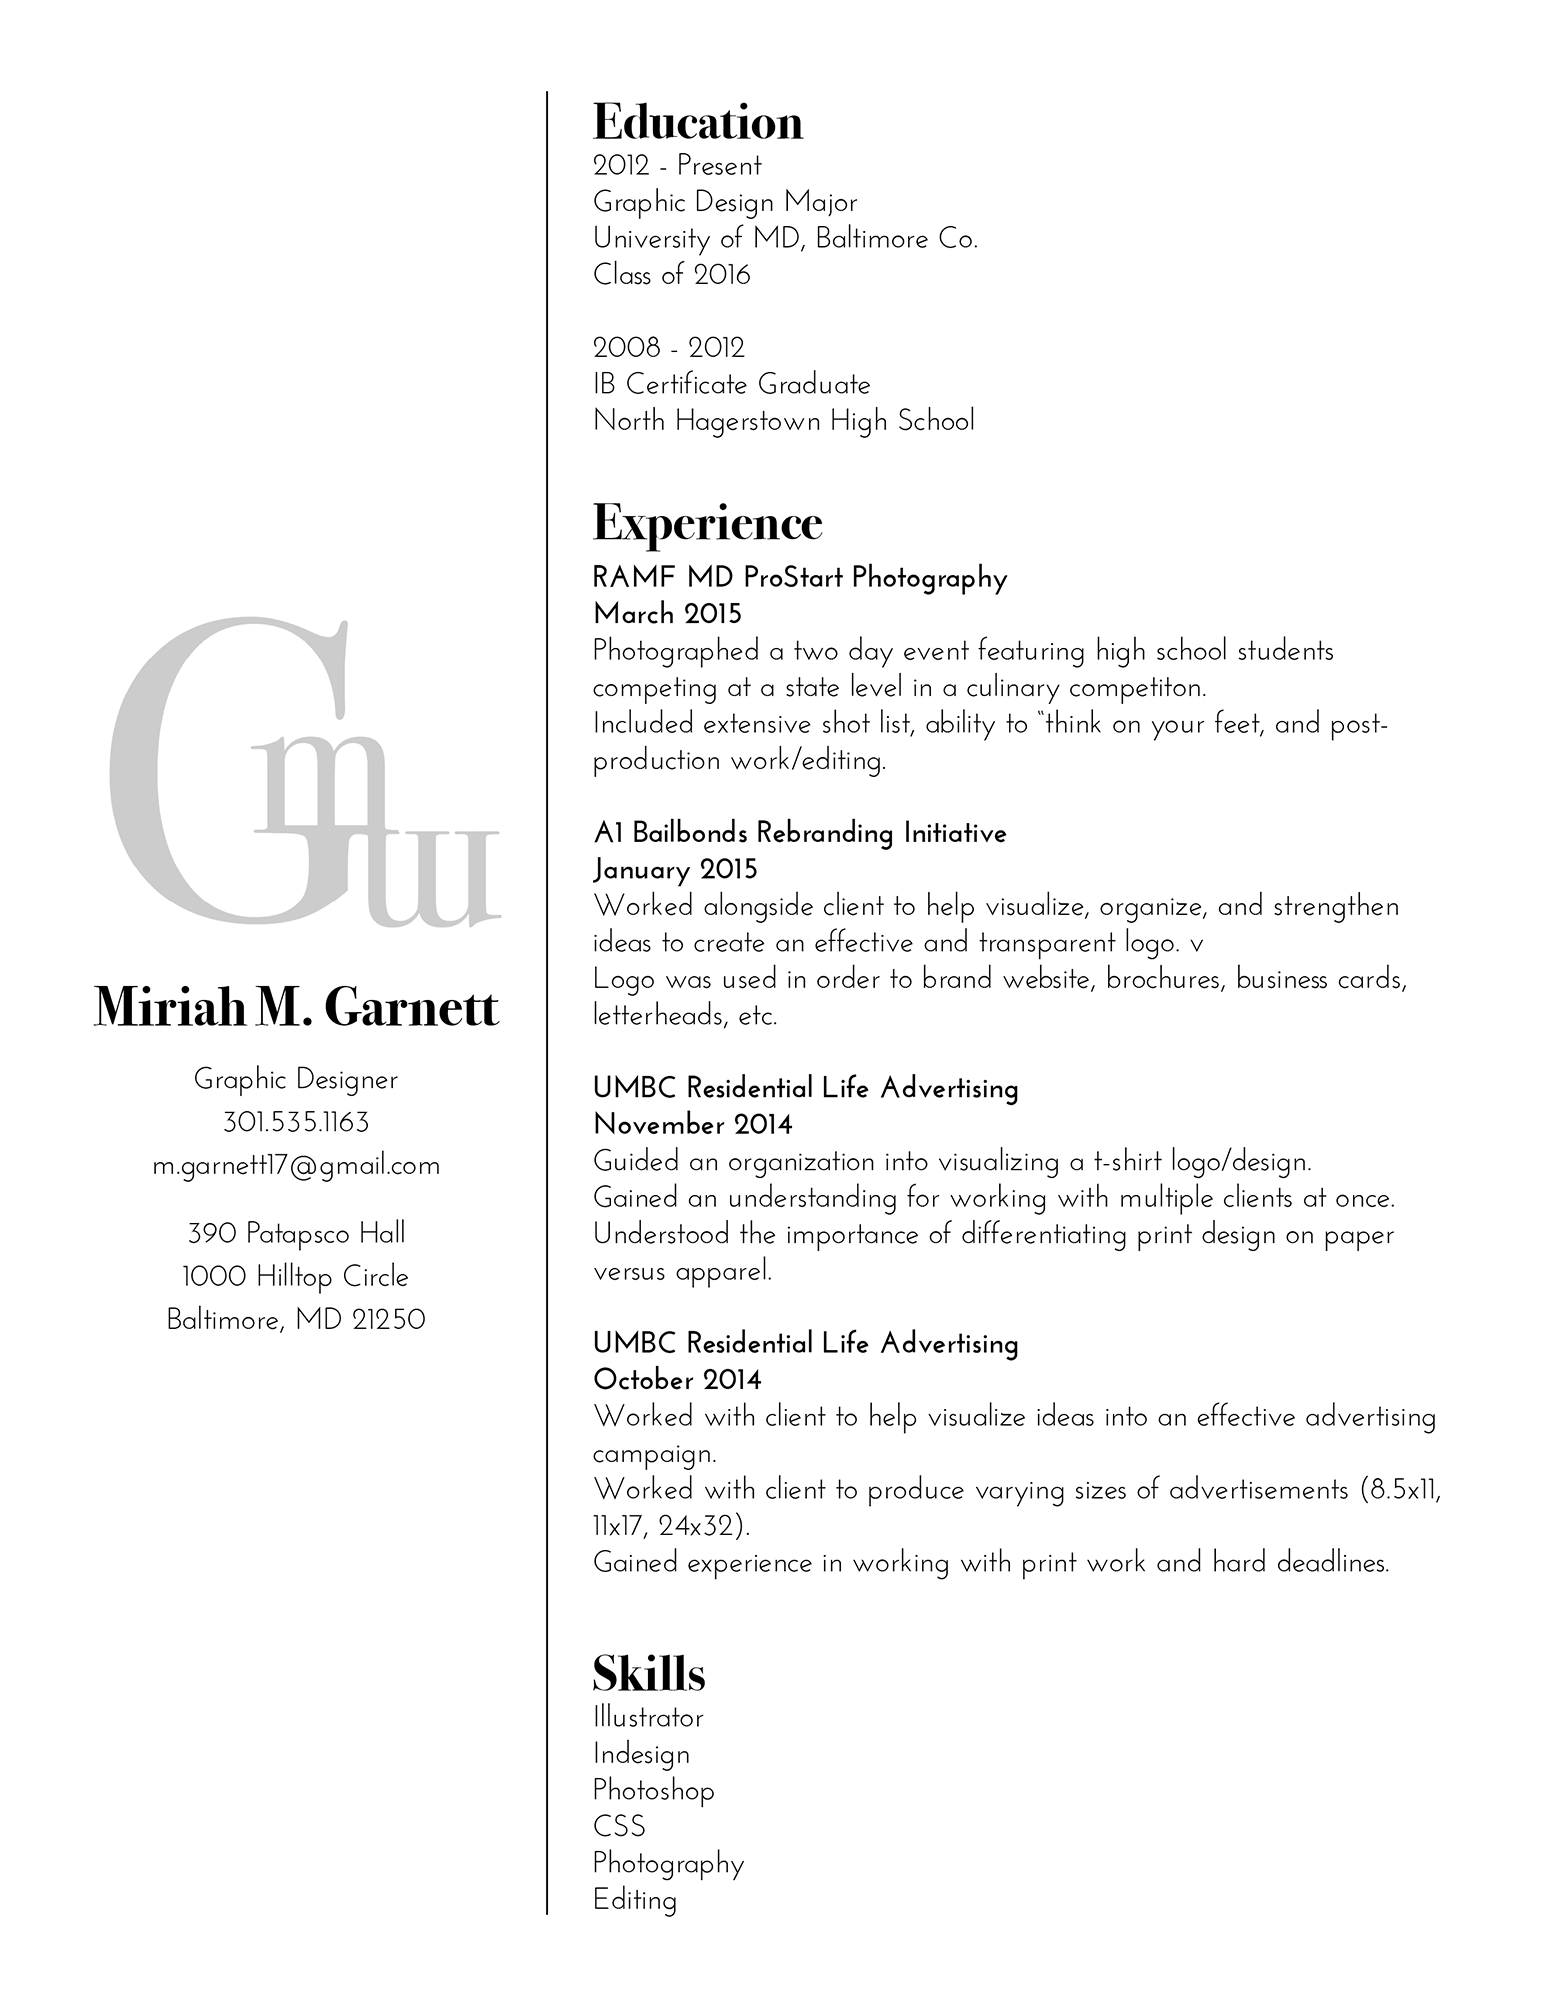 Gmm
Miriah M. Garnett
Graphic Designer
301.535.1163
m.garnett17@gmail.com
390 Patapsco Hall
1000 Hilltop Circle
Baltimore, MD 21250
Education
2012 - Present
Graphic Design Major
University of MD, Baltimore Co.
Class of 2016
2008 - 2012
IB Certificate Graduate
North Hagerstown High School
Experience
RAMF MD ProStart Photography
March 2015
Photographed a two day event featuring high school students
competing at a state level in a culinary competiton.
Included extensive shot list, ability to “think on your feet, and post-
production work/editing.
A1 Bailbonds Rebranding Initiative
January 2015
Worked alongside client to help visualize, organize, and strengthen
ideas to create an effective and transparent logo. v
Logo was used in order to brand website, brochures, business cards,
letterheads, etc.
UMBC Residential Life Advertising
November 2014
Guided an organization into visualizing a t-shirt logo/design.
Gained an understanding for working with multiple clients at once.
Understood the importance of differentiating print design on paper
versus apparel.
UMBC Residential Life Advertising
October 2014
Worked with client to help visualize ideas into an effective advertising
campaign.
Worked with client to produce varying sizes of advertisements (8.5x11,
11x17, 24x32).
Gained experience in working with print work and hard deadlines.
Skills
Illustrator
Indesign
Photoshop
CSS
Photography
Editing